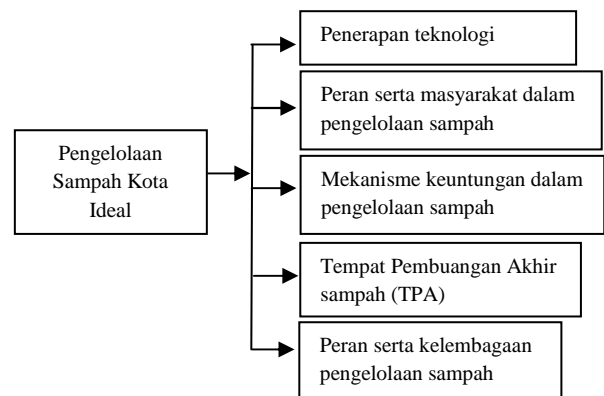 Penerapan teknologi
Peran serta masyarakat dalam
pengelolaan sampah
Pengelolaan
Sampah Kota
Ideal
Mekanisme keuntungan dalam
pengelolaan sampah
Tempat Pembuangan Akhir
sampah (TPA)
Peran serta kelembagaan
pengelolaan sampah